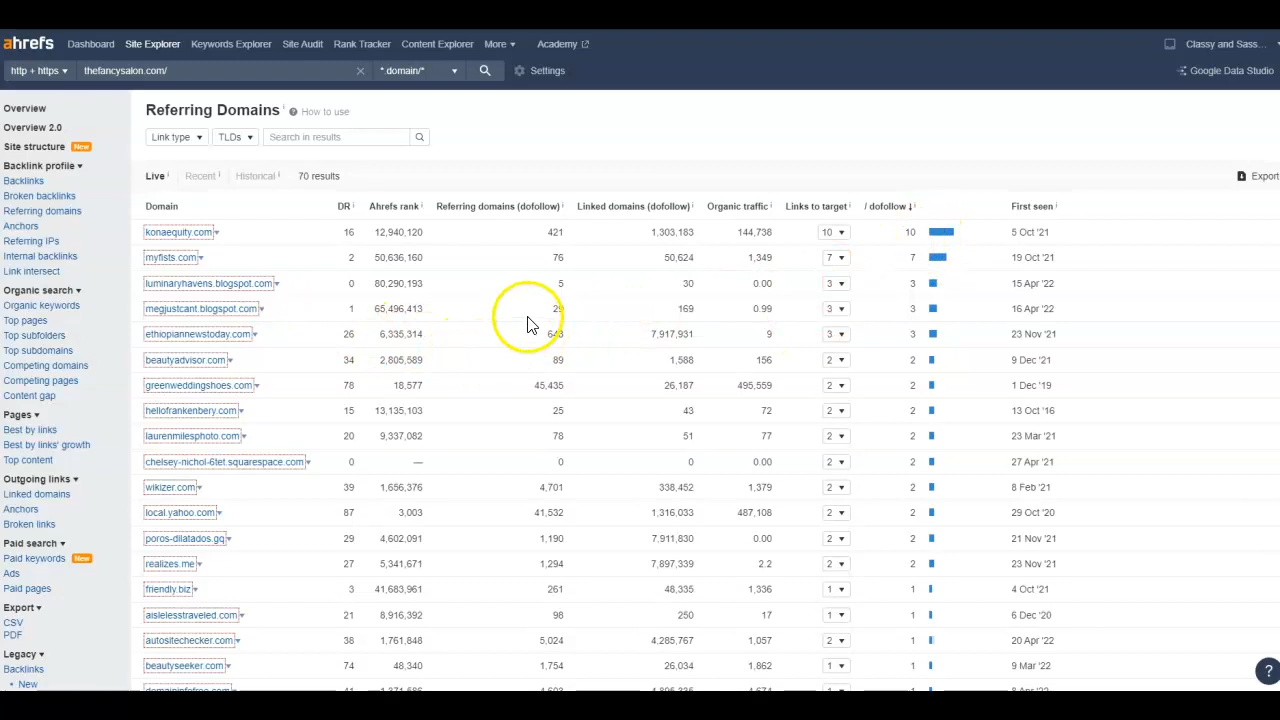 ahrefs Dashboard Site Explorer Keywords Explorer Site Audit Rank Tracker Content Explorer More Academy Classy and Sass...
http + https thefancysalon.com/ *.domain/* Settings Google Data Studio
Overview
Overview 2.0
Site structure New
Backlink profile
Backlinks
Broken backlinks
Referring domains
Anchors
Referring IPs
Internal backlinks
Link intersect
Organic search
Organic keywords
Top pages
Top subfolders
Top subdomains
Competing domains
Competing pages
Content gap
Pages
Best by links
Best by links' growth
Top content
Outgoing links
Linked domains
Anchors
Broken links
Paid search
Paid keywords New
Ads
Paid pages
Export
CSV
PDF
Legacy
Backlinks
• New
Referring Domains i ? How to use
Link type TLDs Search in results
Live i Recent i Historical i 70 results Export
Domain DR i Ahrefs rank i Referring domains (dofollow) i Linked domains (dofollow) i Organic traffic i Links to target i / dofollow ↓ i First seen i
konaequity.com 16 12,940,120 421 1,303,183 144,738 10 10 5 Oct '21
myfists.com 2 50,636,160 76 50,624 1,349 7 7 19 Oct '21
luminaryhavens.blogspot.com 0 80,290,193 5 30 0.00 3 3 15 Apr '22
megjustcant.blogspot.com 1 65,496,413 29 169 0.99 3 3 16 Apr '22
ethiopiannewstoday.com 26 6,335,314 643 7,917,931 9 3 3 23 Nov '21
beautyadvisor.com 34 2,805,589 89 1,588 156 2 2 9 Dec '21
greenweddingshoes.com 78 18,577 45,435 26,187 495,559 2 2 1 Dec '19
hellofrankenbery.com 15 13,135,103 25 43 72 2 2 13 Oct '16
laurenmilesphoto.com 20 9,337,082 78 51 77 2 2 23 Mar '21
chelsey-nichol-6tet.squarespace.com 0 — 0 0 0.00 2 2 27 Apr '21
wikizer.com 39 1,656,376 4,701 338,452 1,379 2 2 8 Feb '21
local.yahoo.com 87 3,003 41,532 1,316,033 487,108 2 2 29 Oct '20
poros-dilatados.gq 29 4,602,091 1,190 7,911,830 0.00 2 2 21 Nov '21
realizes.me 27 5,341,671 1,294 7,897,339 2.2 2 2 23 Nov '21
friendly.biz 3 41,683,961 261 48,335 1,336 1 1 4 Oct '21
aislelesstraveled.com 21 8,916,392 98 250 17 1 1 6 Dec '20
autositechecker.com 38 1,761,848 5,024 4,285,767 1,057 2 1 20 Apr '22
beautyseeker.com 74 48,340 1,754 26,034 1,862 1 1 9 Mar '22
?